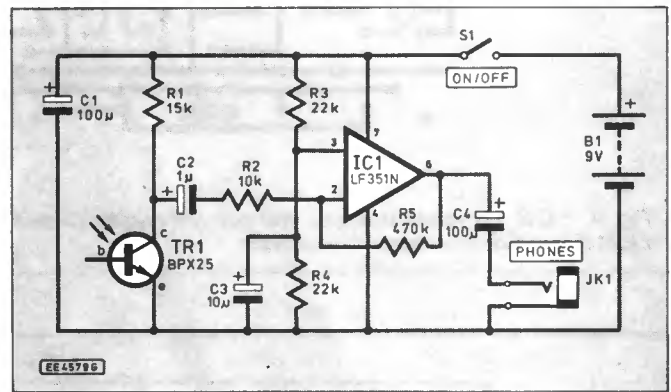 S1
ON/OFF
+
C1
100μ
R1
15k
R3
22k
+
B1
9V
3
7
IC1
LF351N
6
2
4
C2
1μ
+
R2
10k
R5
470k
+
C4
100μ
c
b
e
TR1
BPX25
+
C3
10μ
R4
22k
PHONES
JK1
EE4579G